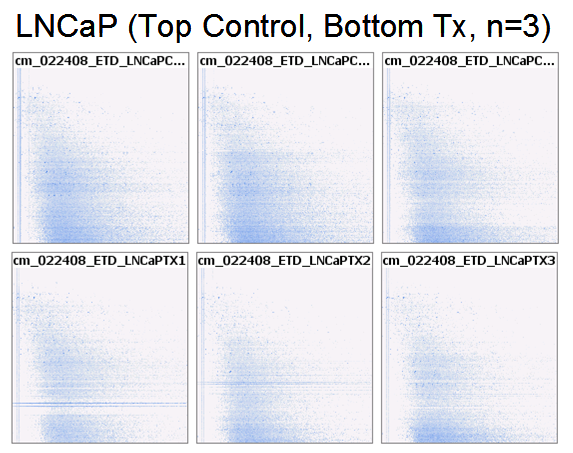 LNCaP (Top Control, Bottom Tx, n=3)
cm_022408_ETD_LNCaPC...
cm_022408_ETD_LNCaPC...
cm_022408_ETD_LNCaPC...
cm_022408_ETD_LNCaPTX1
cm_022408_ETD_LNCaPTX2
cm_022408_ETD_LNCaPTX3